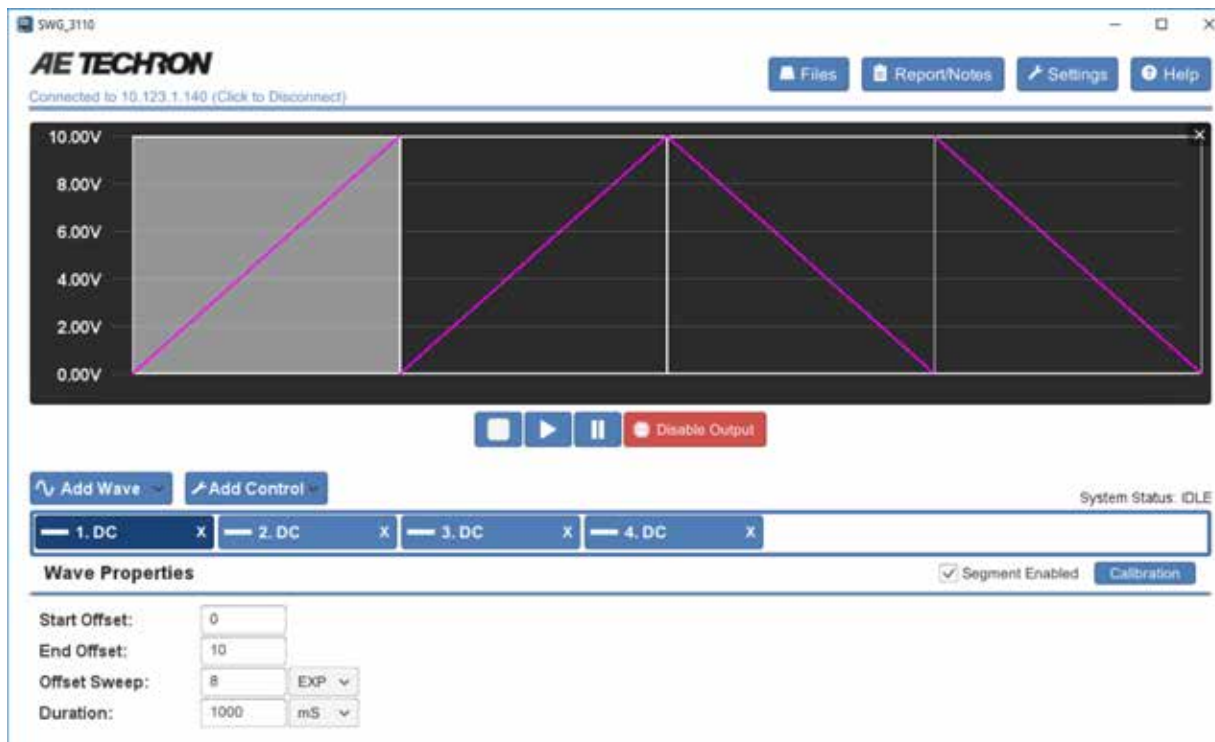 SWG_3110
AE TECHRON
Connected to 10.123.1.140 (Click to Disconnect)
Files
Report/Notes
Settings
Help
10.00V
8.00V
6.00V
4.00V
2.00V
0.00V
Disable Output
Add Wave
Add Control
System Status: IDLE
1. DC X
2. DC X
3. DC X
4. DC X
Wave Properties
Segment Enabled
Calibration
Start Offset: 0
End Offset: 10
Offset Sweep: 8 EXP
Duration: 1000 mS